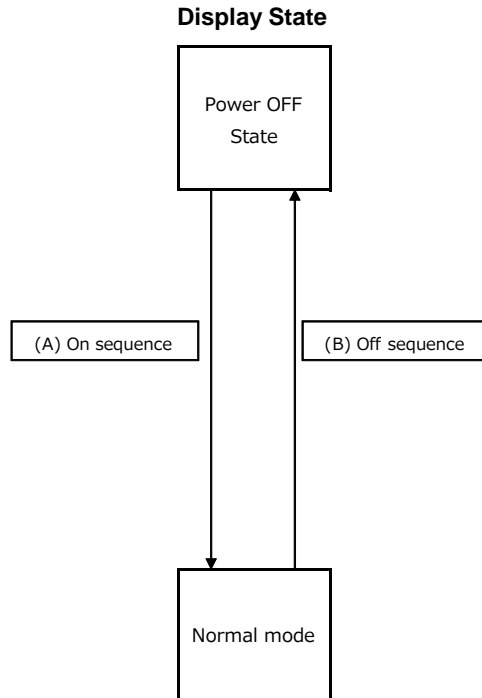 Display State
Power OFF
State
(A) On sequence
(B) Off sequence
Normal mode